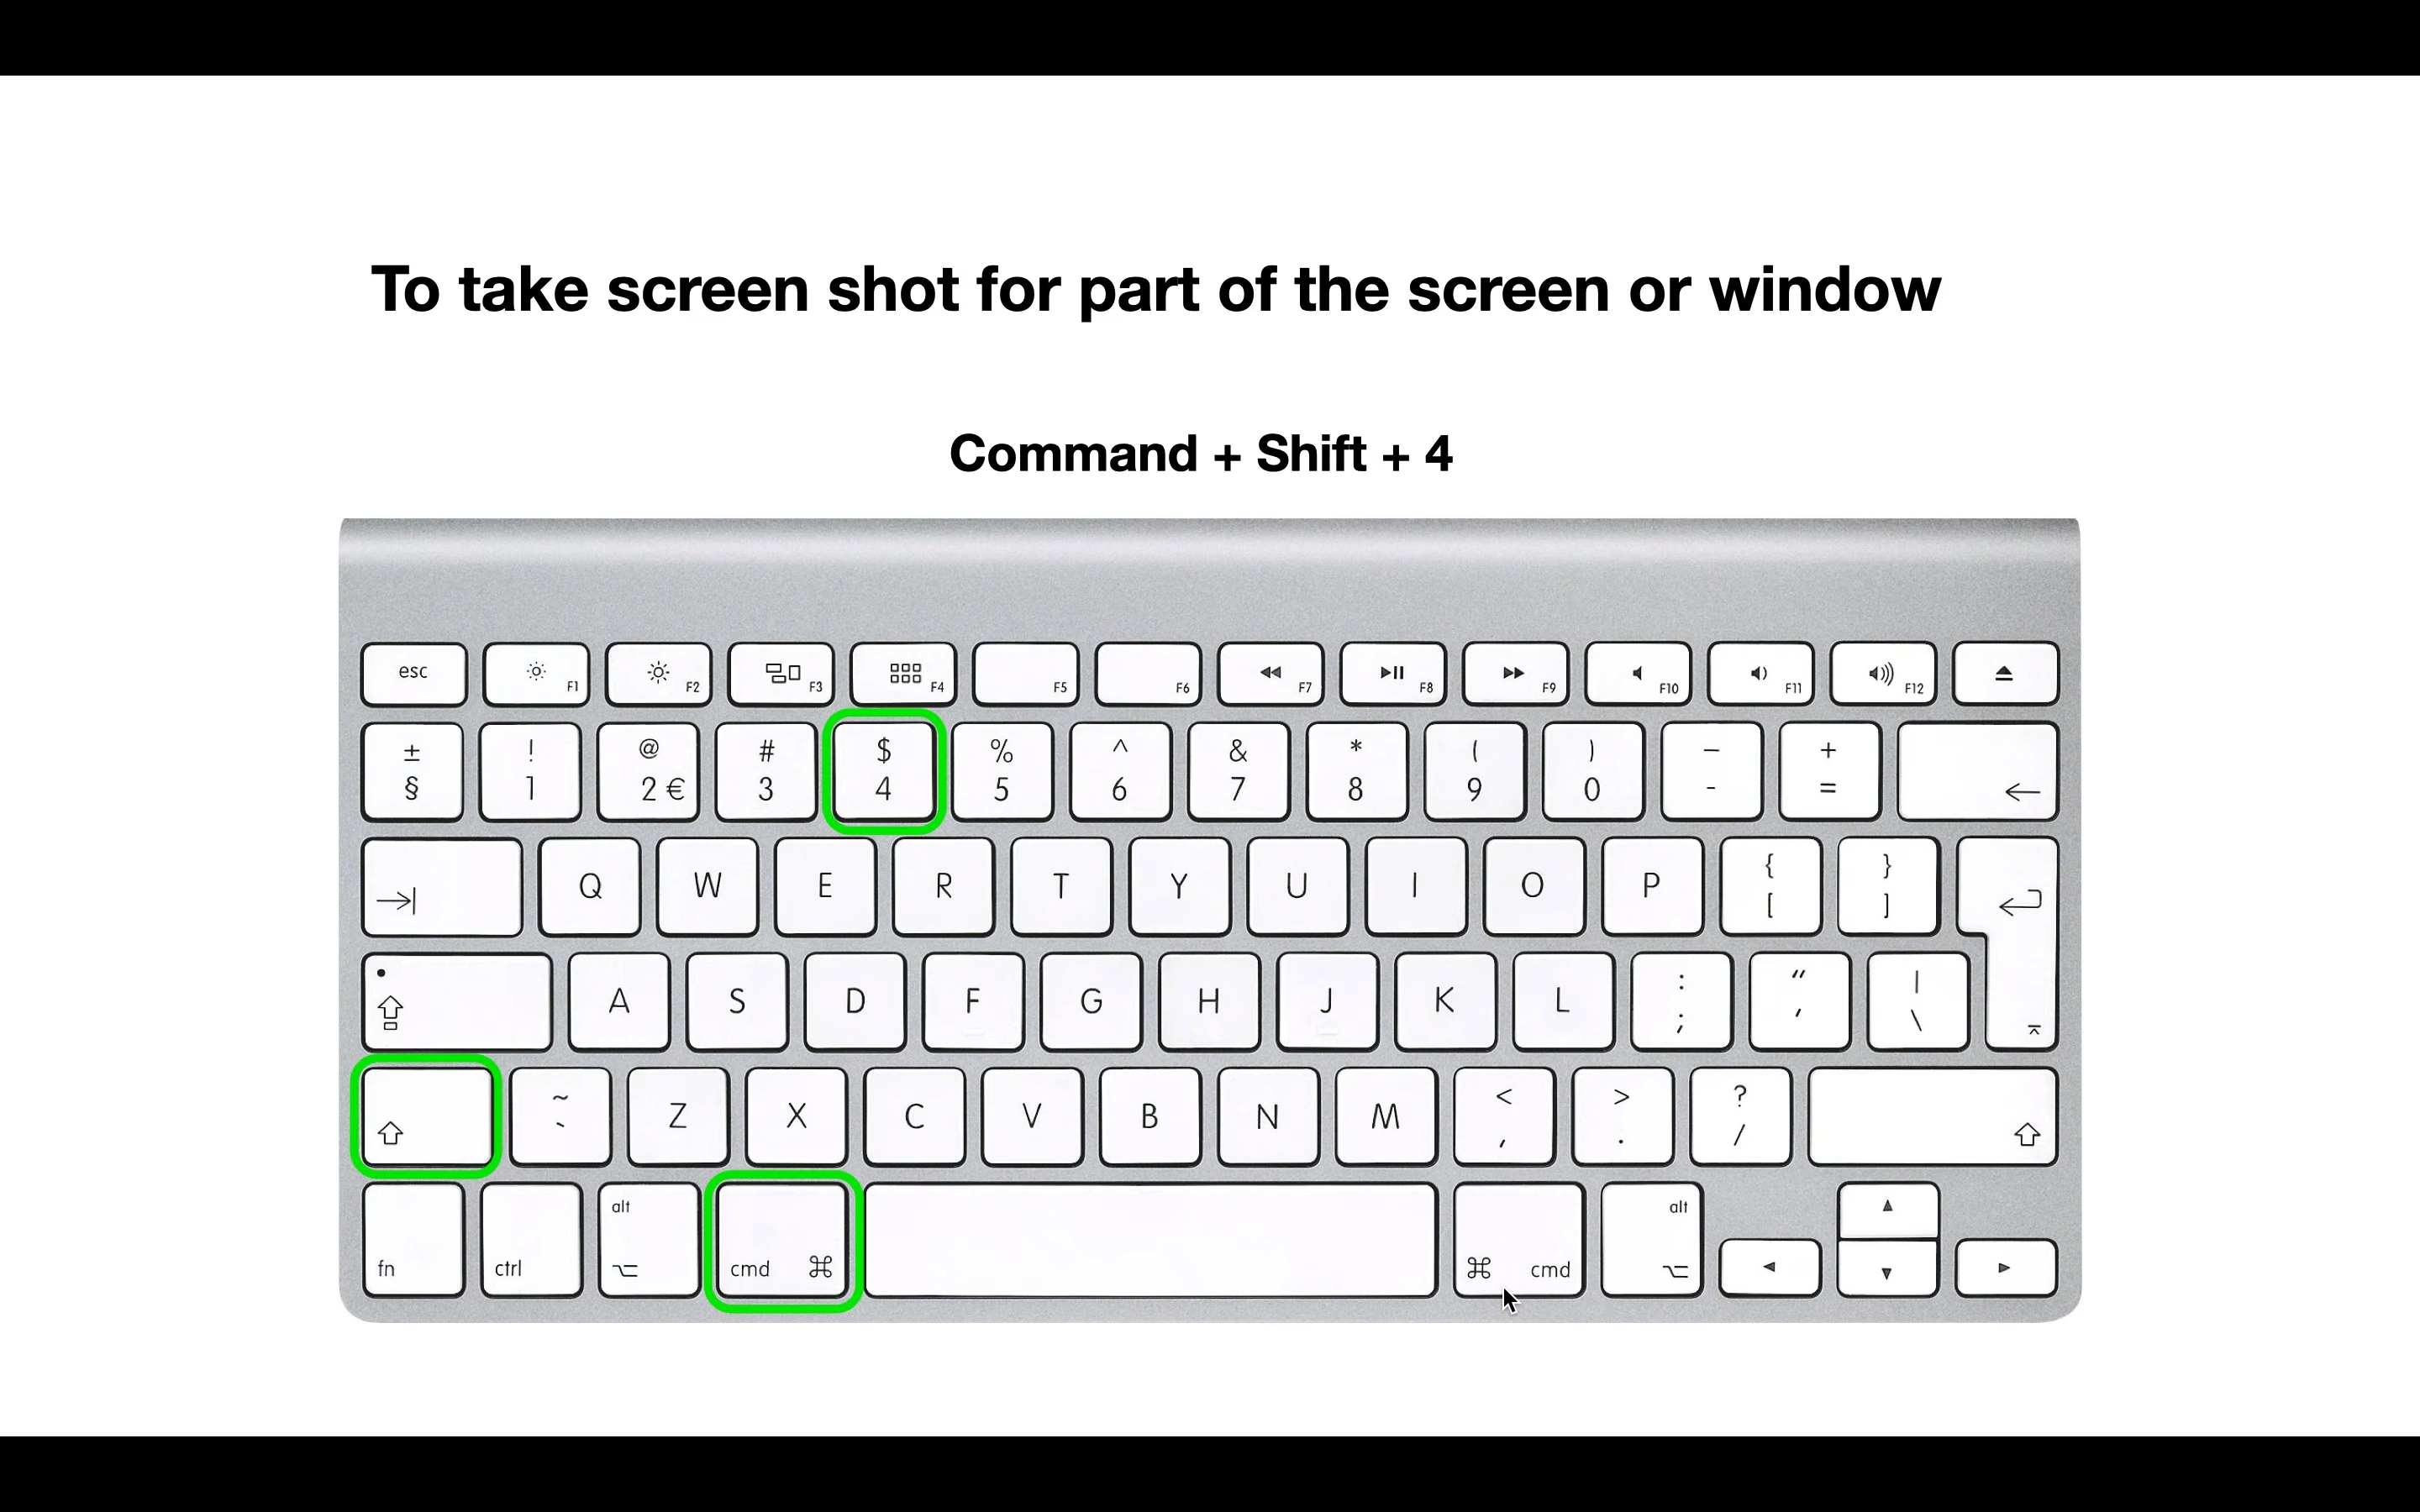 To take screen shot for part of the screen or window
Command + Shift + 4
esc F1 F2 F3 F4 F5 F6 F7 F8 F9 F10 F11 F12
± ! @ # $ % ^ & * ( ) — +
§ 1 2 € 3 4 5 6 7 8 9 0 - =
Q W E R T Y U I O P { [ } ]
A S D F G H J K L : ; “ ‘ | \
~ ` Z X C V B N M < , > . ? /
alt alt
fn ctrl cmd ⌘ ⌘ cmd